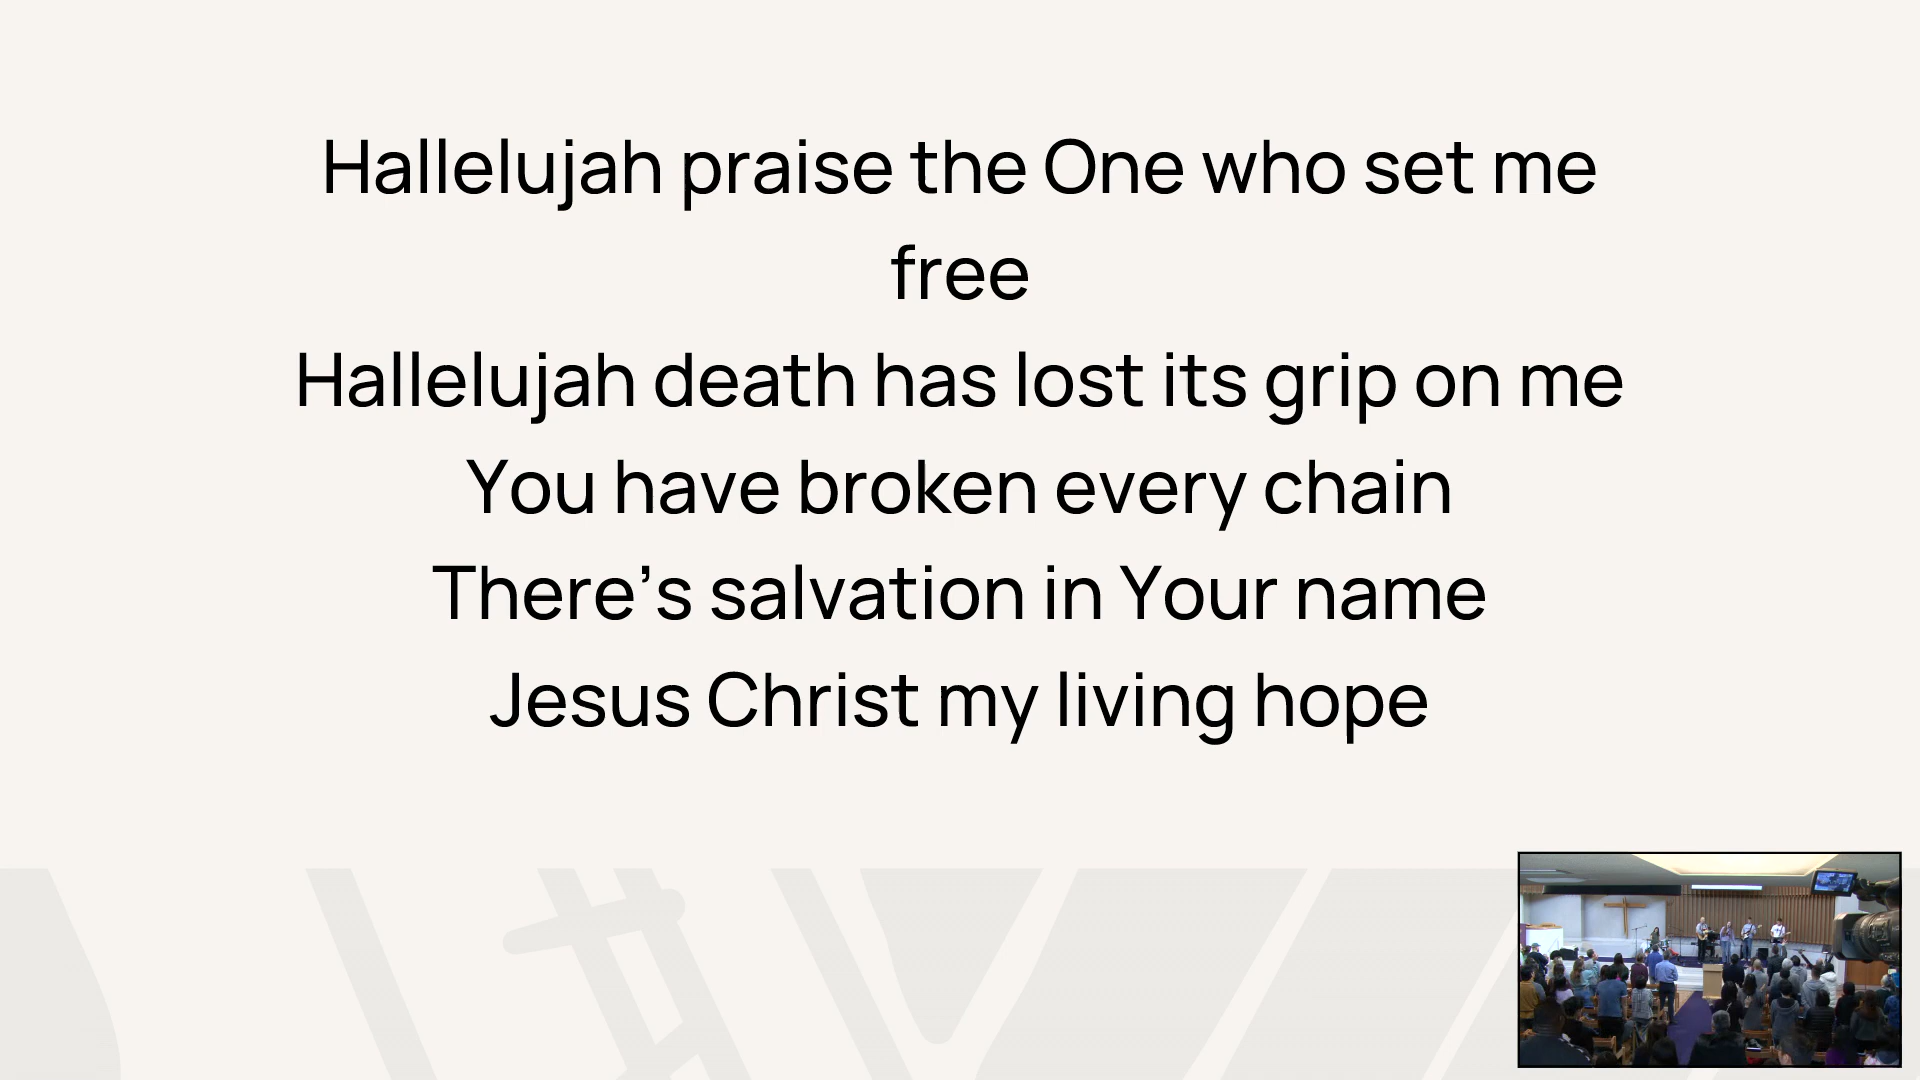 Hallelujah praise the One who set me
free
Hallelujah death has lost its grip on me
You have broken every chain
There’s salvation in Your name
Jesus Christ my living hope